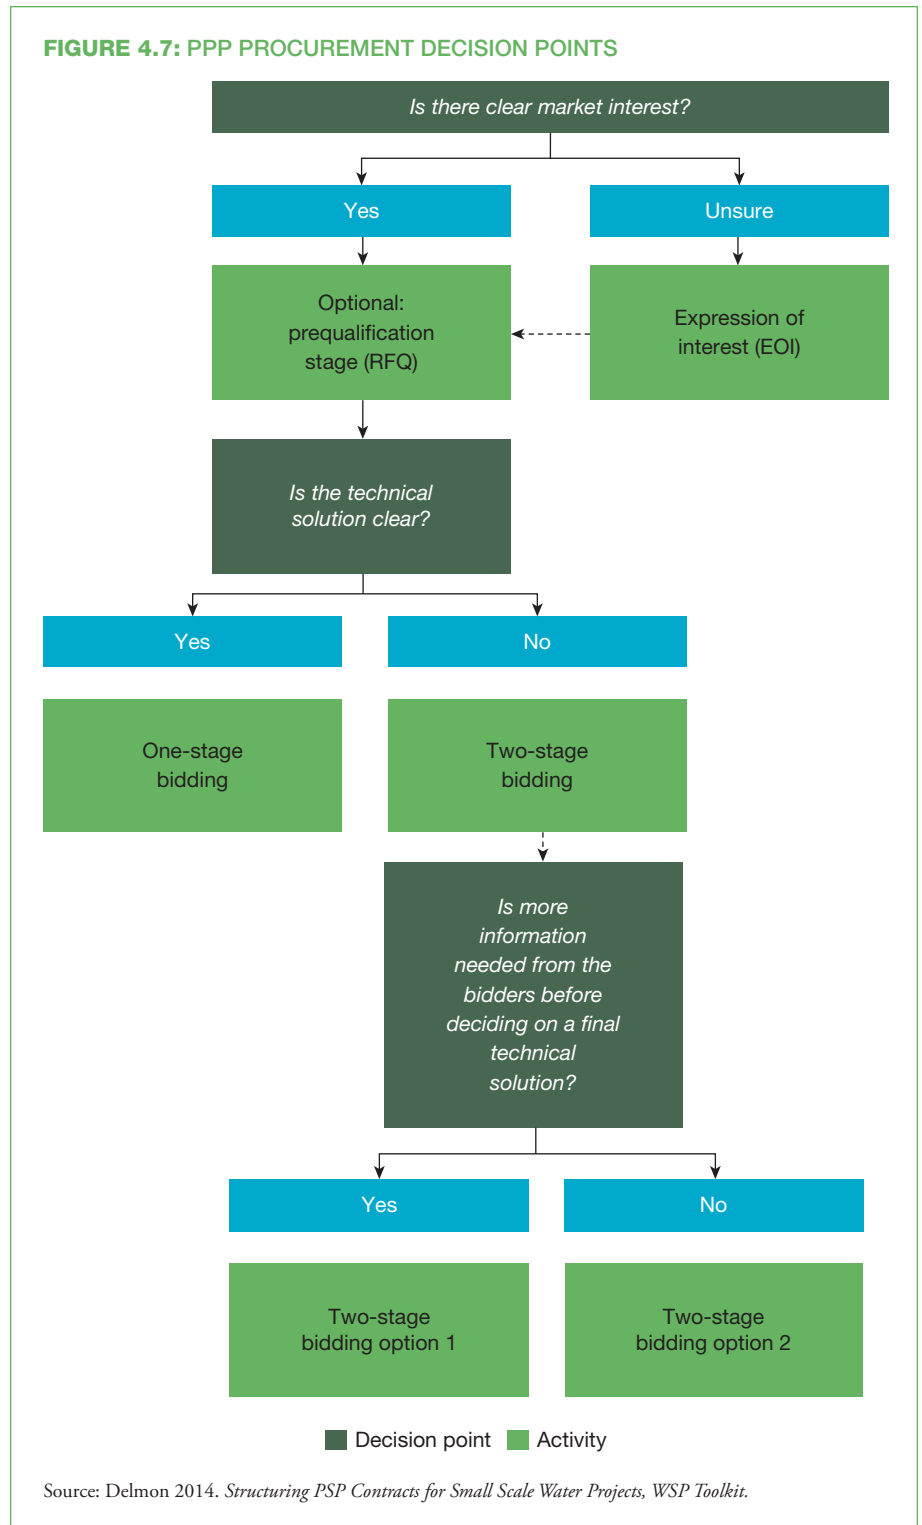 FIGURE 4.7: PPP PROCUREMENT DECISION POINTS
Is there clear market interest?
Yes
Unsure
Optional:
prequalification
stage (RFQ)
Expression of
interest (EOI)
Is the technical
solution clear?
Yes
No
One-stage
bidding
Two-stage
bidding
Is more
information
needed from the
bidders before
deciding on a final
technical
solution?
Yes
No
Two-stage
bidding option 1
Two-stage
bidding option 2
Decision point
Activity
Source: Delmon 2014. Structuring PSP Contracts for Small Scale Water Projects, WSP Toolkit.